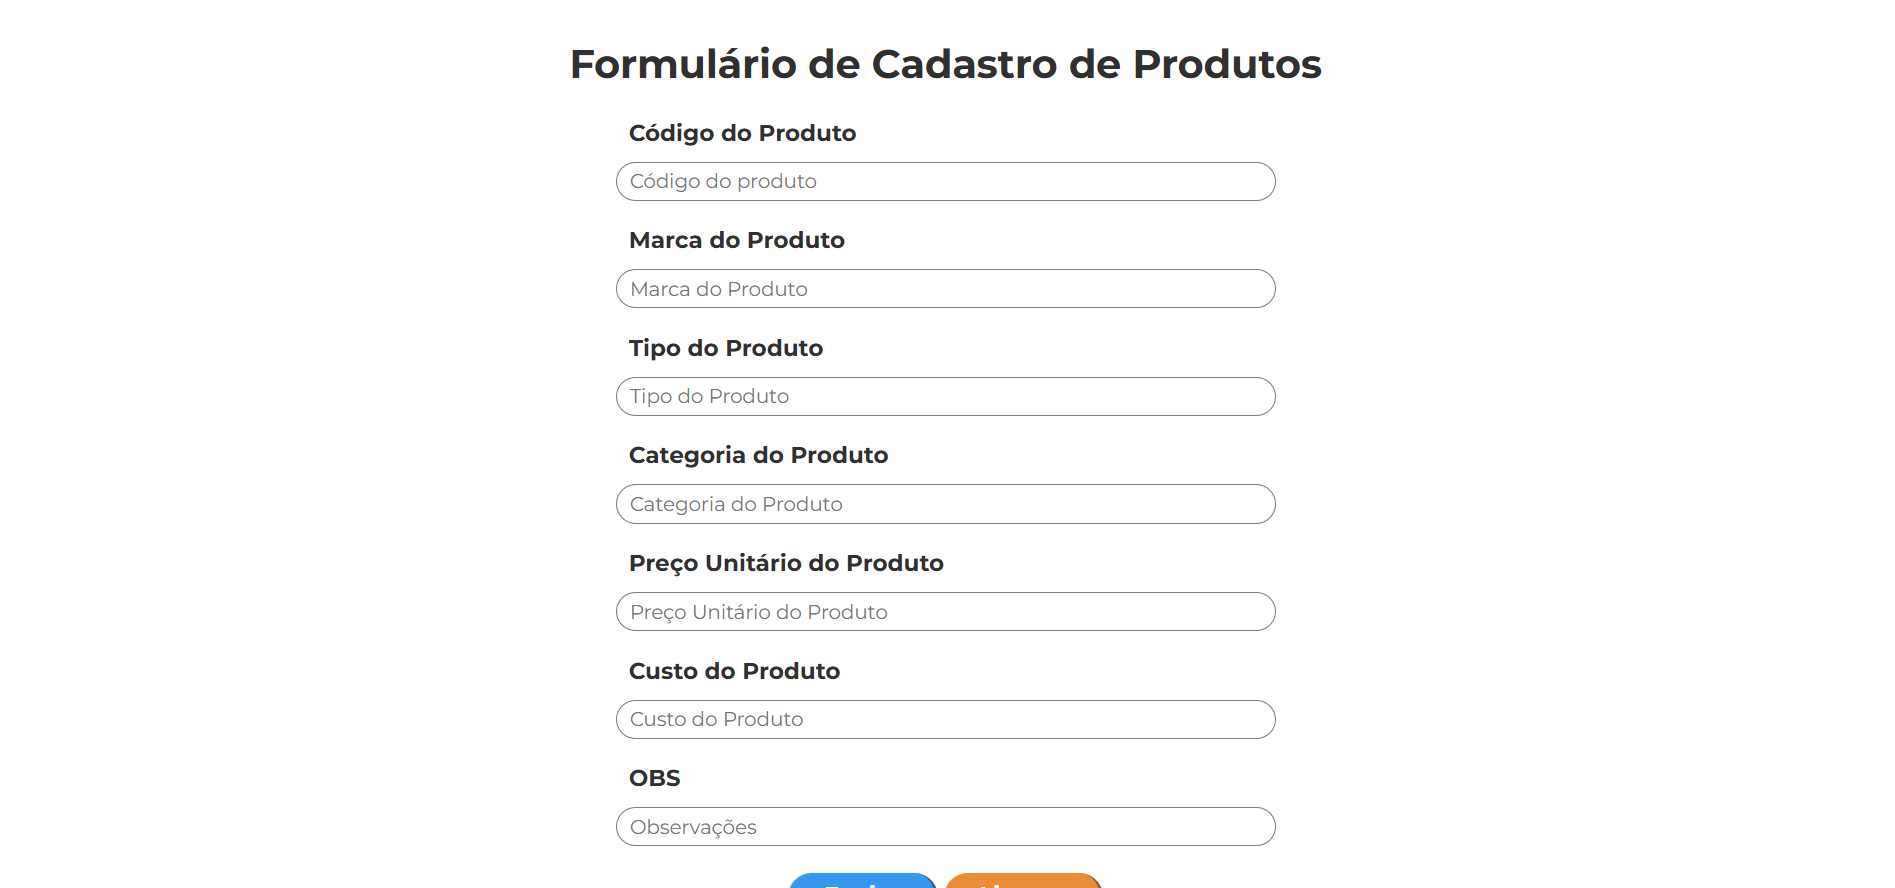 Formulário de Cadastro de Produtos
Código do Produto
Código do produto
Marca do Produto
Marca do Produto
Tipo do Produto
Tipo do Produto
Categoria do Produto
Categoria do Produto
Preço Unitário do Produto
Preço Unitário do Produto
Custo do Produto
Custo do Produto
OBS
Observações